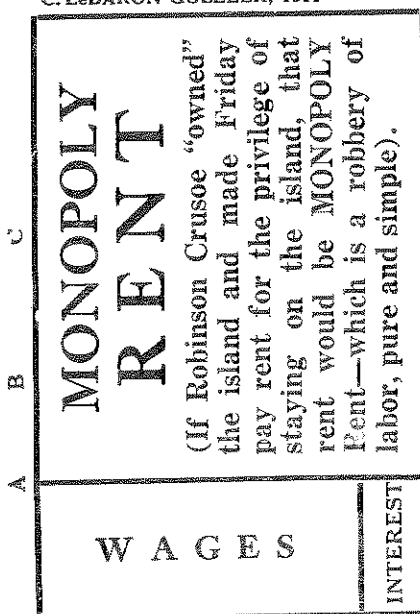 C. LeBARON GOELLER,
A B C
MONOPOLY
RENT
(If Robinson Crusoe “owned”
the island and made Friday
pay rent for the privilege of
staying on the island, that
rent would be MONOPOLY
Rent—which is a robbery of
labor, pure and simple).
WAGES
INTEREST